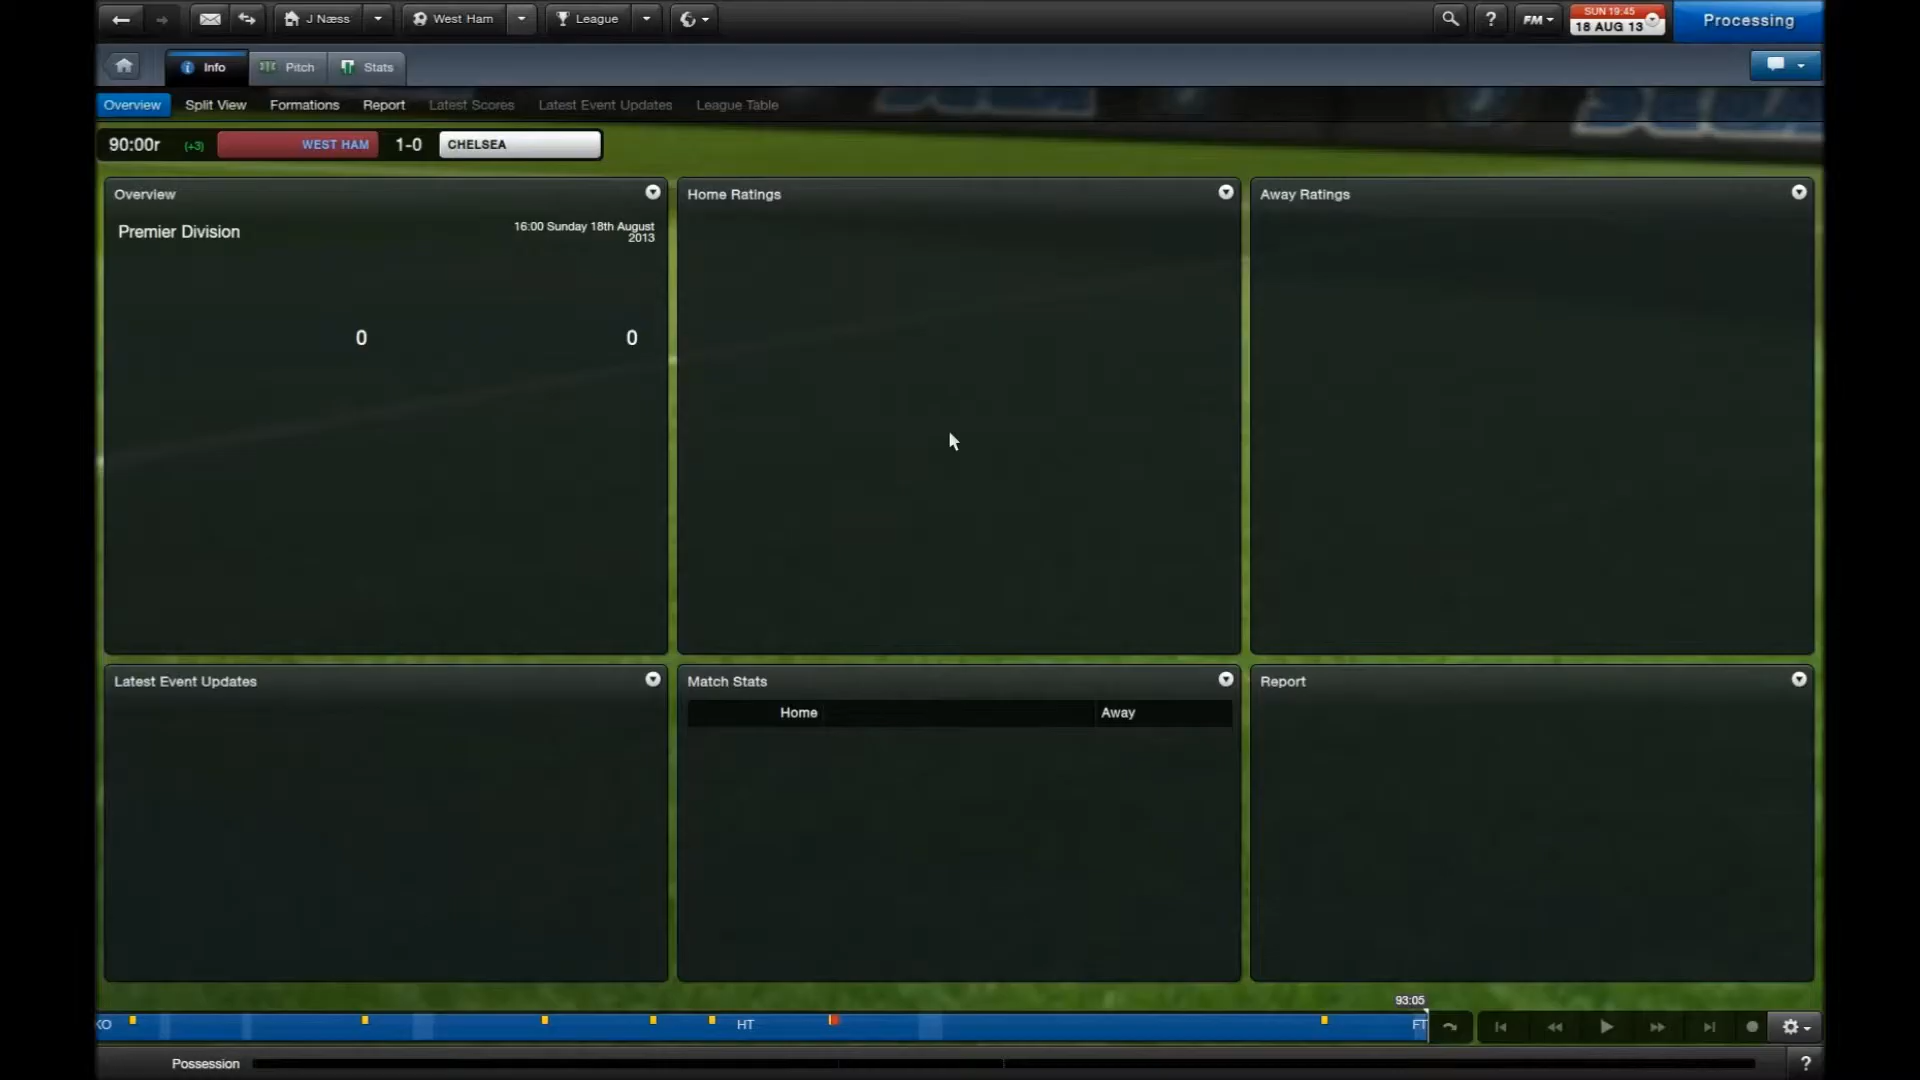 J Næss
West Ham
League
?
FM
SUN 19:45
18 AUG 13
Processing
Info
Pitch
Stats
Overview
Split View
Formations
Report
Latest Scores
Latest Event Updates
League Table
90:00r
(+3)
WEST HAM
1-0
CHELSEA
Overview
Home Ratings
Away Ratings
Premier Division
16:00 Sunday 18th August
2013
0
0
Latest Event Updates
Match Stats
Report
Home
Away
93:05
KO
HT
FT
Possession
?